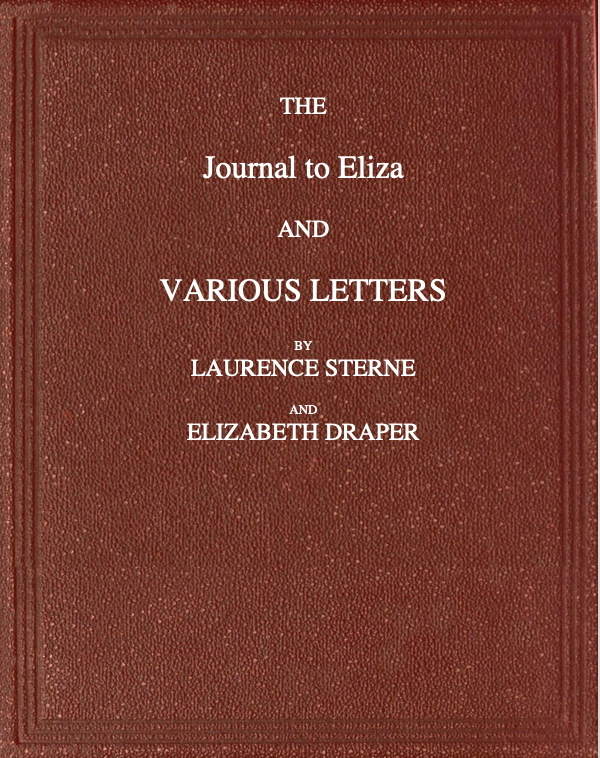 THE
Journal to Eliza
AND
VARIOUS LETTERS
BY
LAURENCE STERNE
AND
ELIZABETH DRAPER